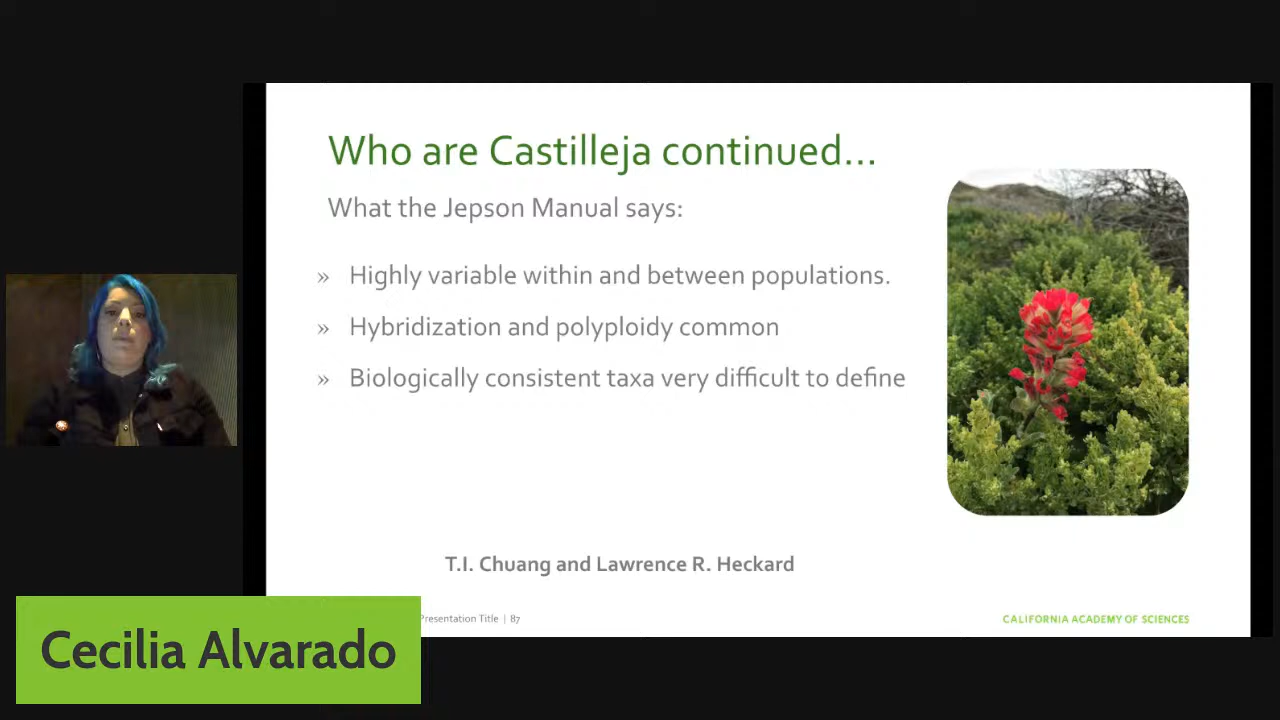 Who are Castilleja continued...
What the Jepson Manual says:
» Highly variable within and between populations.
» Hybridization and polyploidy common
» Biologically consistent taxa very difficult to define
T.I. Chuang and Lawrence R. Heckard
Presentation Title | 87
CALIFORNIA ACADEMY OF SCIENCES
Cecilia Alvarado